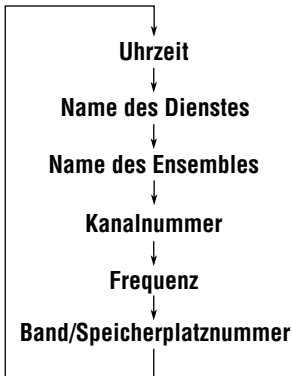 Uhrzeit
Name des Dienstes
Name des Ensembles
Kanalnummer
Frequenz
Band/Speicherplatznummer